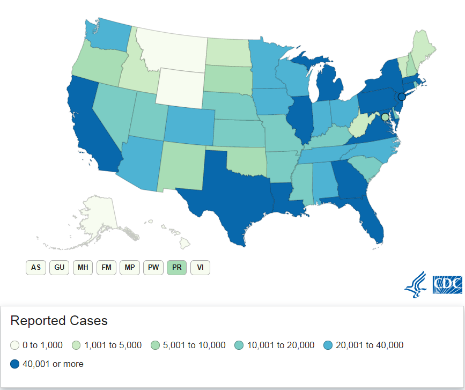 AS GU MH FM MP PW PR VI
CDC
Reported Cases
0 to 1,000 1,001 to 5,000 5,001 to 10,000 10,001 to 20,000 20,001 to 40,000
40,001 or more